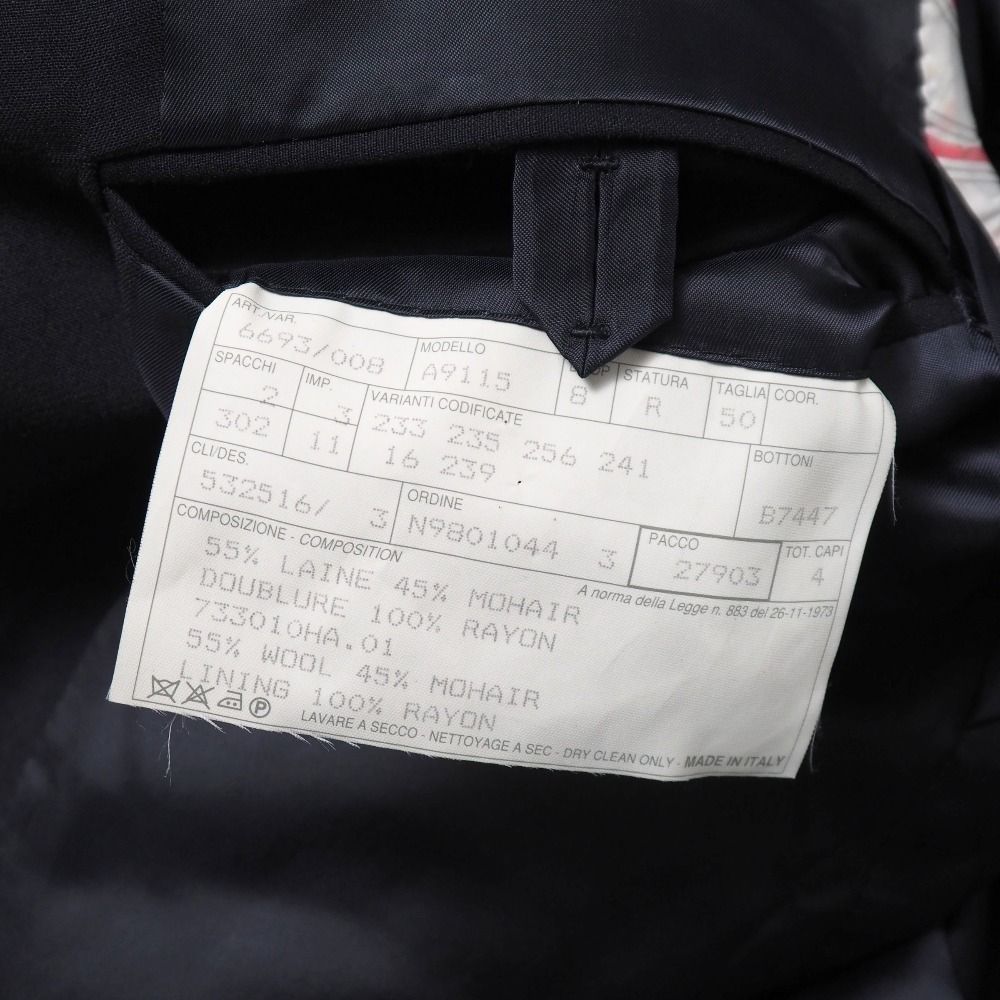 ART./VAR.
6693/008
MODELLO
A9115
8
STATURA
R
TAGLIA
50
COOR.
SPACCHI
2
IMP.
3
302
11
VARIANTI CODIFICATE
233 235 256 241
16 239
BOTTONI
B7447
CLI/DES.
532516/ 3
ORDINE
N9801044 3
PACCO
27903
TOT. CAPI
4
COMPOSIZIONE - COMPOSITION
A norma della Legge n. 883 del 26-11-1973
55% LAINE 45% MOHAIR
DOUBLURE 100% RAYON
733010HA.01
55% WOOL 45% MOHAIR
LINING 100% RAYON
P
LAVARE A SECCO - NETTOYAGE A SEC - DRY CLEAN ONLY - MADE IN ITALY